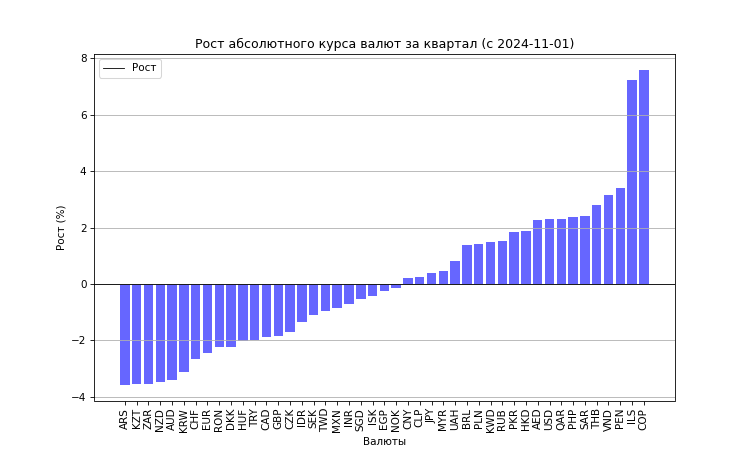 Рост абсолютного курса валют за квартал (с 2024-11-01)
Рост
8
6
4
2
0
−2
−4
Рост (%)
ARS KZT ZAR NZD AUD KRW CHF EUR RON DKK HUF TRY CAD GBP CZK IDR SEK TWD MXN INR SGD ISK EGP NOK CNY CLP JPY MYR UAH BRL PLN KWD RUB PKR HKD AED USD QAR PHP SAR THB VND PEN ILS COP
Валюты